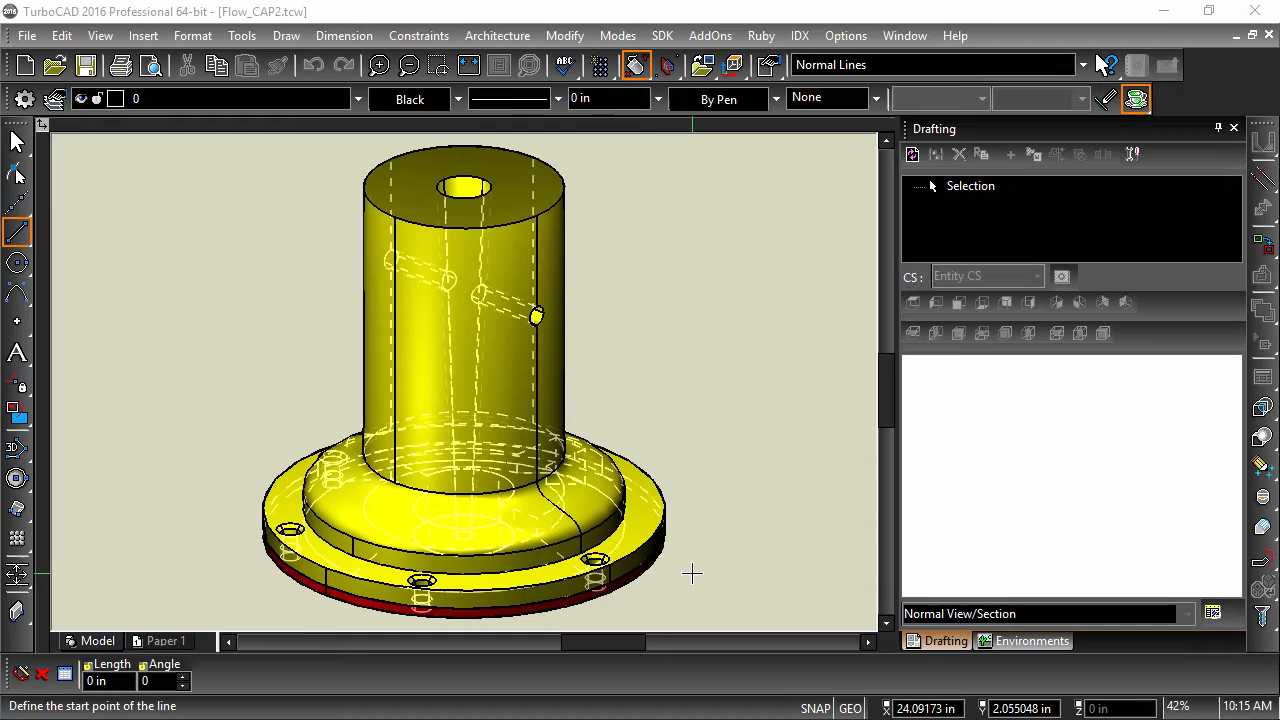 TurboCAD 2016 Professional 64-bit - [Flow_CAP2.tcw]
File Edit View Insert Format Tools Draw Dimension Constraints Architecture Modify Modes SDK AddOns Ruby IDX Options Window Help
ABC Normal Lines
0 Black 0 in By Pen None
Drafting
Selection
CS: Entity CS
3D
Normal View/Section
Model Paper 1
Drafting Environments
Length Angle
0 in 0
Define the start point of the line SNAP GEO X 24.09173 in Y 2.055048 in Z 0 in 42% 10:15 AM